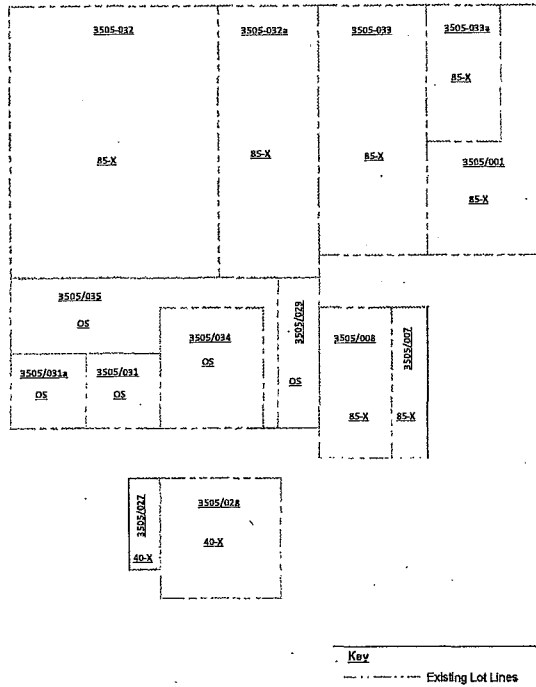 3505-032
3505-032a
3505-033
3505-033a
85-X
85-X
85-X
85-X
3505/001
85-X
3505/035
OS
3505/029
OS
3505/034
OS
3505/008
85-X
3505/007
85-X
3505/031a
OS
3505/031
OS
3505/027
40-X
3505/028
40-X
Key
Existing Lot Lines